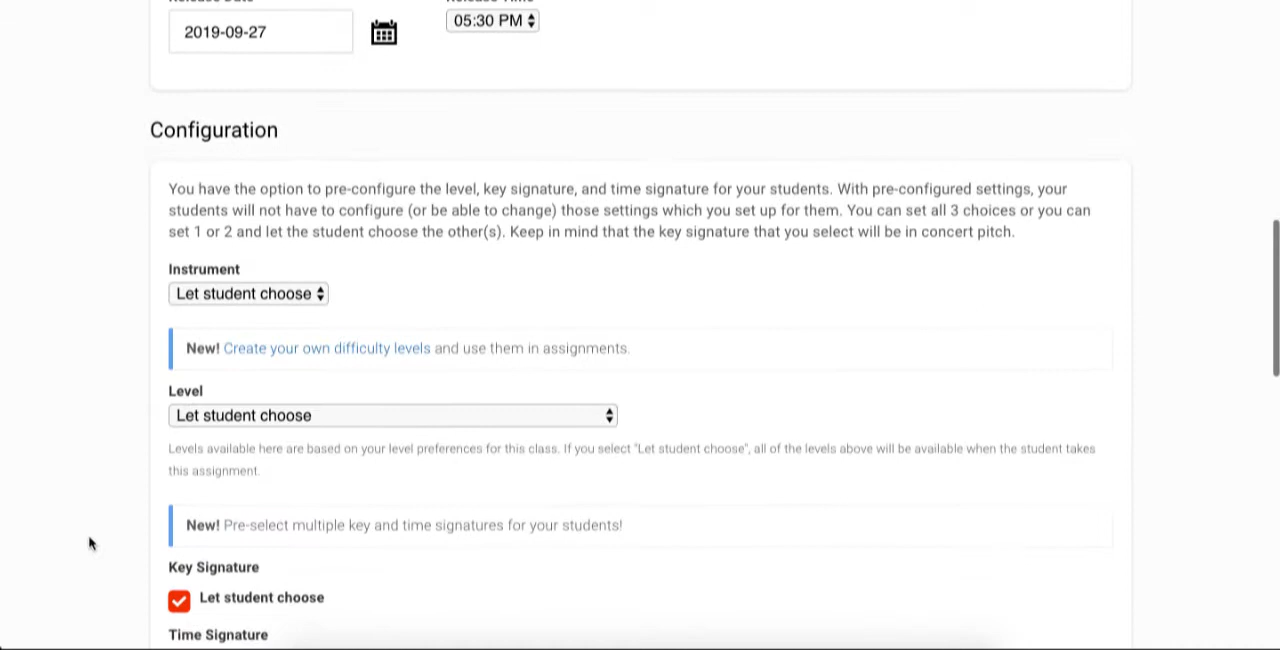 2019-09-27
05:30 PM
Configuration
You have the option to pre-configure the level, key signature, and time signature for your students. With pre-configured settings, your
students will not have to configure (or be able to change) those settings which you set up for them. You can set all 3 choices or you can
set 1 or 2 and let the student choose the other(s). Keep in mind that the key signature that you select will be in concert pitch.
Instrument
Let student choose
New! Create your own difficulty levels and use them in assignments.
Level
Let student choose
Levels available here are based on your level preferences for this class. If you select "Let student choose", all of the levels above will be available when the student takes
this assignment.
New! Pre-select multiple key and time signatures for your students!
Key Signature
Let student choose
Time Signature